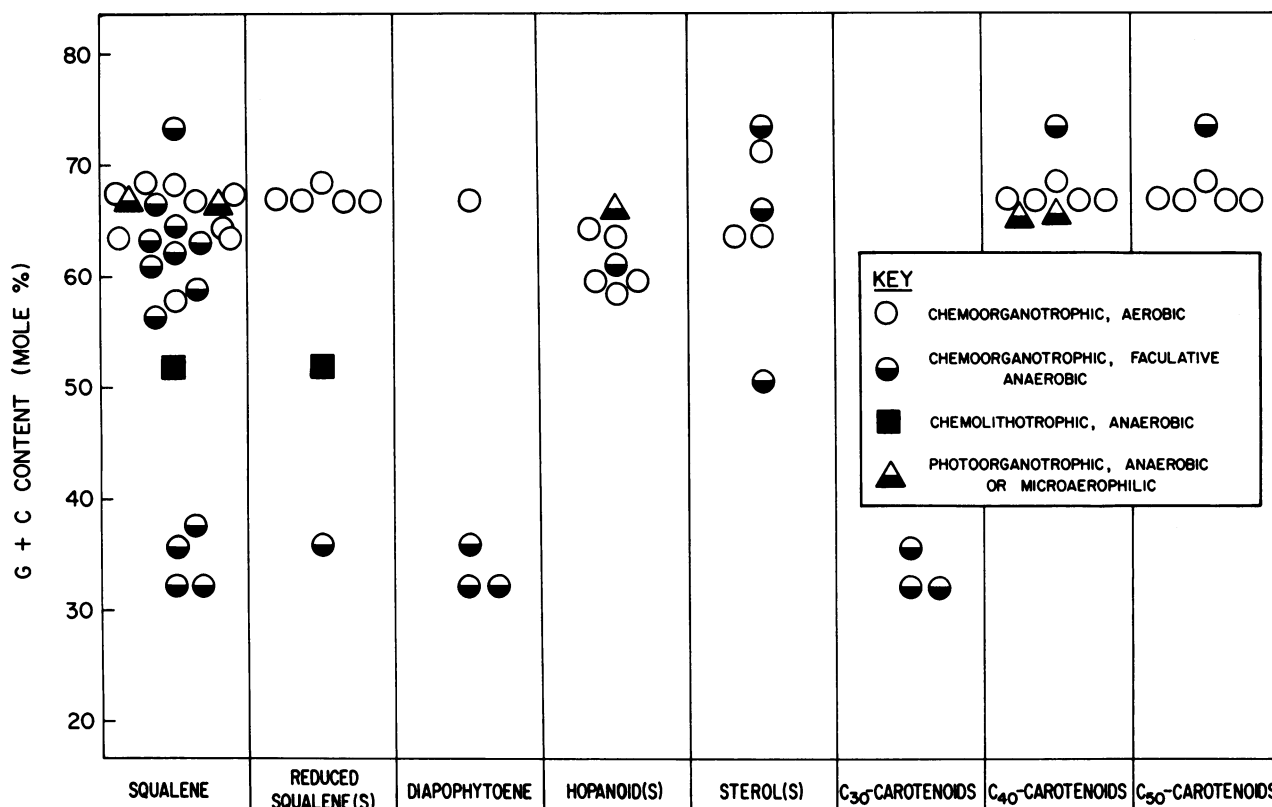 G + C CONTENT (MOLE %)
80
70
60
50
40
30
20
KEY
CHEMOORGANOTROPHIC, AEROBIC
CHEMOORGANOTROPHIC, FACULATIVE
ANAEROBIC
CHEMOLITHOTROPHIC, ANAEROBIC
PHOTOORGANOTROPHIC, ANAEROBIC
OR MICROAEROPHILIC
SQUALENE
REDUCED
SQUALENE(S)
DIAPOPHYTOENE
HOPANOID(S)
STEROL(S)
C30-CAROTENOIDS
C40-CAROTENOIDS
C50-CAROTENOIDS